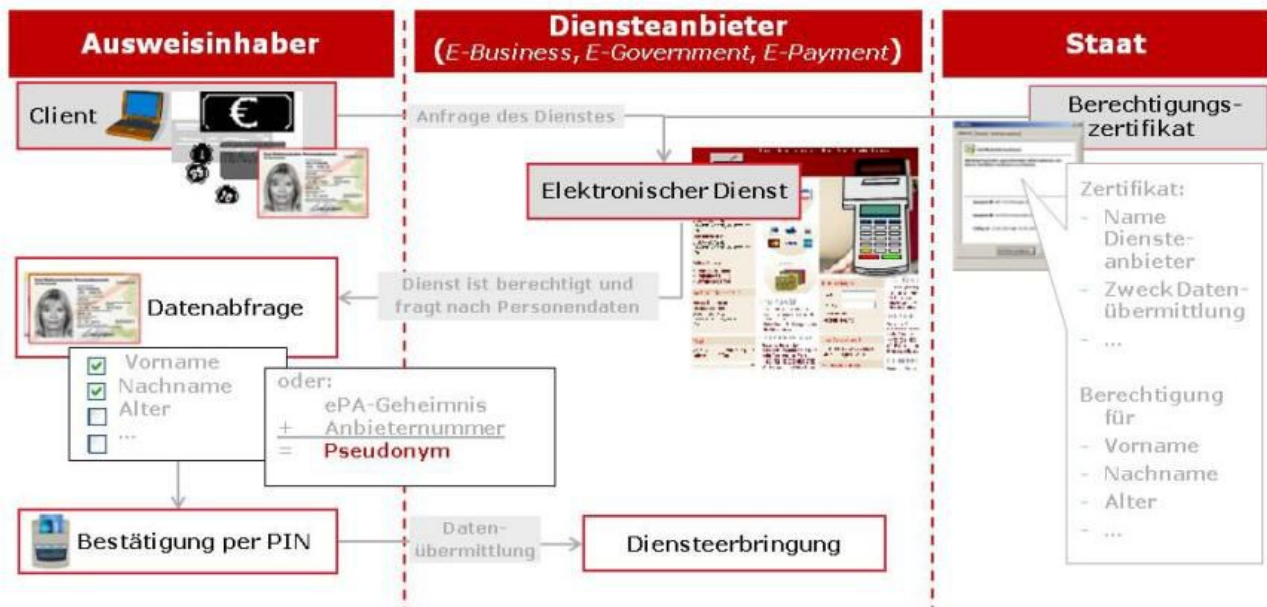 Ausweisinhaber
Diensteanbieter
(E-Business, E-Government, E-Payment)
Staat
Client
€
Anfrage des Dienstes
Berechtigungs-
zertifikat
Elektronischer Dienst
Zertifikat:
- Name
Dienste-
anbieter
- Zweck Daten-
übermittlung
- ...
Berechtigung
für
- Vorname
- Nachname
- Alter
- ...
Datenabfrage
Dienst ist berechtigt und
fragt nach Personendaten
Vorname
Nachname
Alter
...
oder:
ePA-Geheimnis
+ Anbieternummer
= Pseudonym
Bestätigung per PIN
Daten-
übermittlung
Diensteerbringung